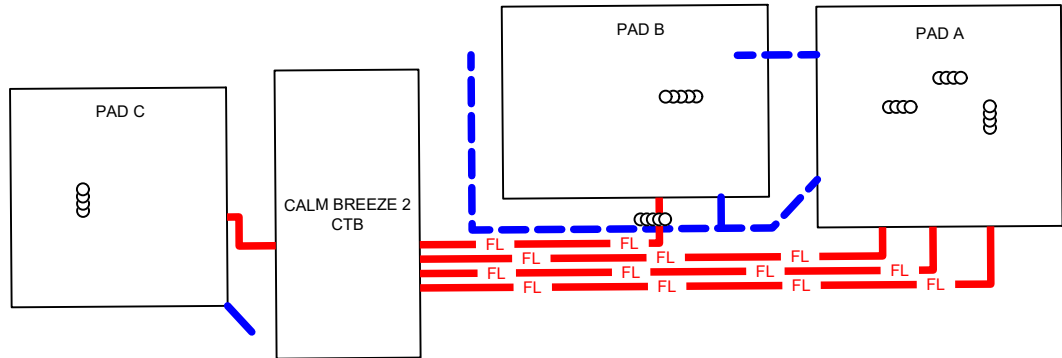 PAD B
PAD A
PAD C
CALM BREEZE 2
CTB
FL FL
FL FL FL
FL FL FL FL
FL FL FL FL